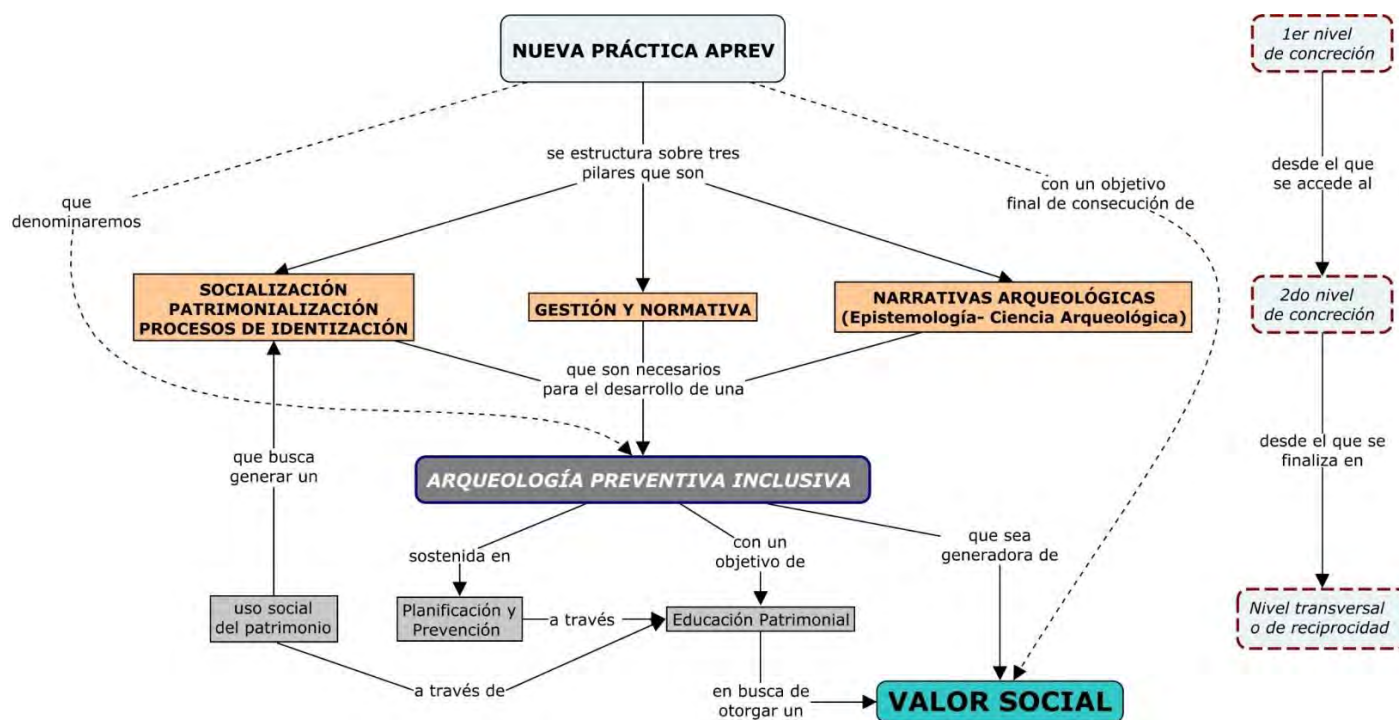 NUEVA PRÁCTICA APREV
1er nivel
de concreción
se estructura sobre tres
pilares que son
desde el que
se accede al
que
denominaremos
con un objetivo
final de consecución de
SOCIALIZACIÓN
PATRIMONIALIZACIÓN
PROCESOS DE IDENTIZACIÓN
GESTIÓN Y NORMATIVA
NARRATIVAS ARQUEOLÓGICAS
(Epistemología- Ciencia Arqueológica)
2do nivel
de concreción
que son necesarios
para el desarrollo de una
que busca
generar un
desde el que se
finaliza en
ARQUEOLOGÍA PREVENTIVA INCLUSIVA
sostenida en
con un
objetivo de
que sea
generadora de
uso social
del patrimonio
Planificación y
Prevención
a través
Educación Patrimonial
Nivel transversal
o de reciprocidad
a través de
en busca de
otorgar un
VALOR SOCIAL